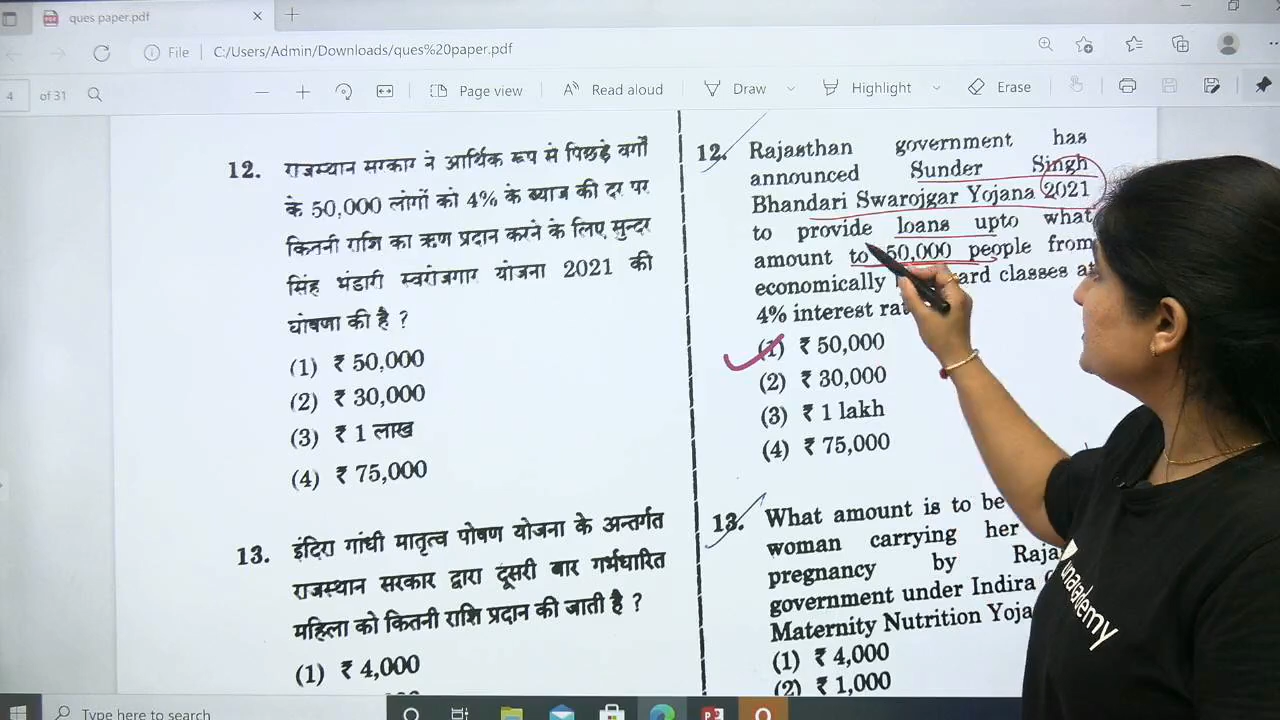 ques paper.pdf
File
C:/Users/Admin/Downloads/ques%20paper.pdf
4 of 31
Page view
Read aloud
Draw
Highlight
Erase
12. राजस्थान सरकार ने आर्थिक रूप से पिछड़े वर्गों
के 50,000 लोगों को 4% के ब्याज की दर पर
कितनी राशि का ऋण प्रदान करने के लिए सुन्दर
सिंह भंडारी स्वरोजगार योजना 2021 की
घोषणा की है ?
(1) ₹ 50,000
(2) ₹ 30,000
(3) ₹ 1 लाख
(4) ₹ 75,000
13. इंदिरा गांधी मातृत्व पोषण योजना के अन्तर्गत
राजस्थान सरकार द्वारा दूसरी बार गर्भधारित
महिला को कितनी राशि प्रदान की जाती है ?
(1) ₹ 4,000
12. Rajasthan government has
announced Sunder Singh
Bhandari Swarojgar Yojana 2021
to provide loans upto what
amount to 50,000 people from
economically classes at
4% interest
(1) ₹ 50,000
(2) ₹ 30,000
(3) ₹ 1 lakh
(4) ₹ 75,000
13. What amount is to be
woman carrying her
pregnancy by
government under Indira
Maternity Nutrition
(1) ₹ 4,000
(2) ₹ 1,000
unacademy
Type here to search